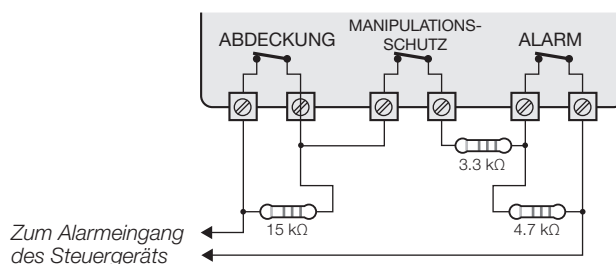 ABDECKUNG
MANIPULATIONS-
SCHUTZ
ALARM
3.3 kΩ
15 kΩ
4.7 kΩ
Zum Alarmeingang
des Steuergeräts